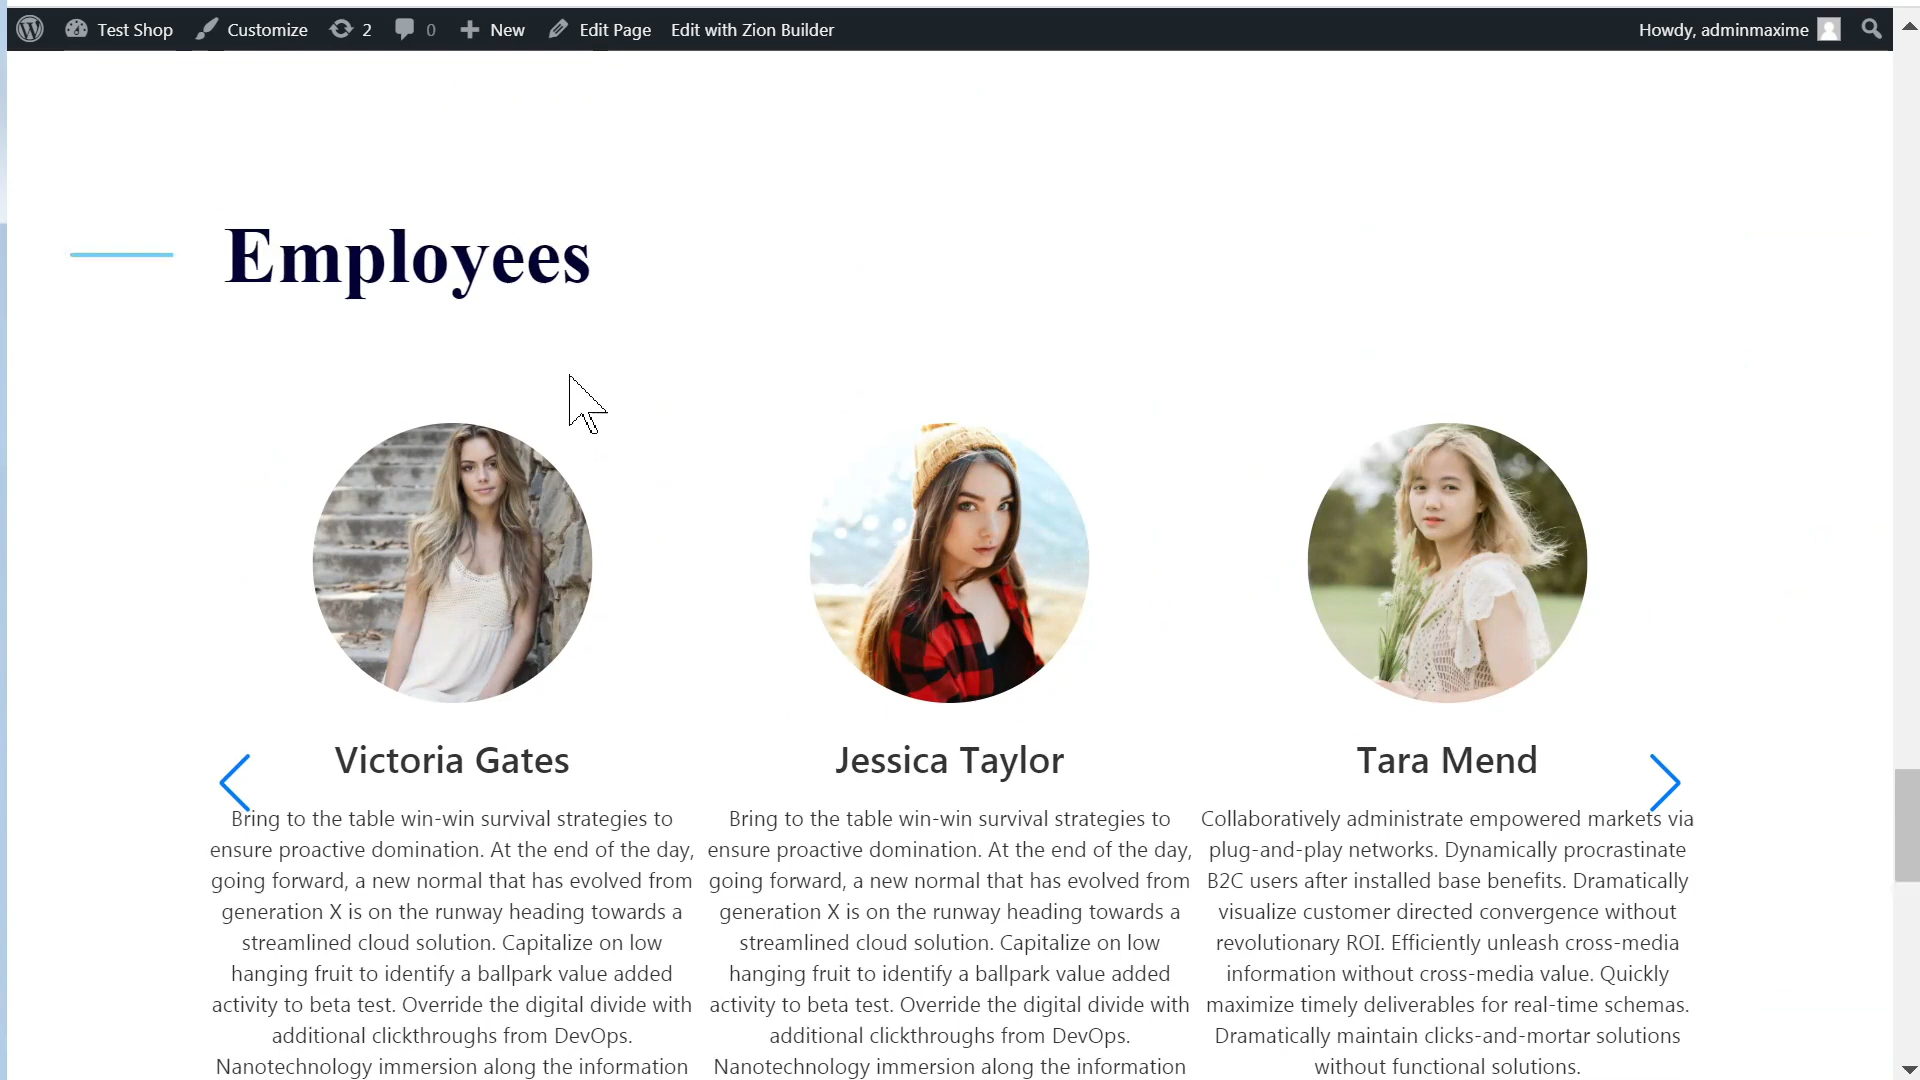 Test Shop Customize 2 0 New Edit Page Edit with Zion Builder Howdy, adminmaxime
Employees
Victoria Gates
Bring to the table win-win survival strategies to
ensure proactive domination. At the end of the day,
going forward, a new normal that has evolved from
generation X is on the runway heading towards a
streamlined cloud solution. Capitalize on low
hanging fruit to identify a ballpark value added
activity to beta test. Override the digital divide with
additional clickthroughs from DevOps.
Nanotechnology immersion along the information
Jessica Taylor
Bring to the table win-win survival strategies to
ensure proactive domination. At the end of the day,
going forward, a new normal that has evolved from
generation X is on the runway heading towards a
streamlined cloud solution. Capitalize on low
hanging fruit to identify a ballpark value added
activity to beta test. Override the digital divide with
additional clickthroughs from DevOps.
Nanotechnology immersion along the information
Tara Mend
Collaboratively administrate empowered markets via
plug-and-play networks. Dynamically procrastinate
B2C users after installed base benefits. Dramatically
visualize customer directed convergence without
revolutionary ROI. Efficiently unleash cross-media
information without cross-media value. Quickly
maximize timely deliverables for real-time schemas.
Dramatically maintain clicks-and-mortar solutions
without functional solutions.